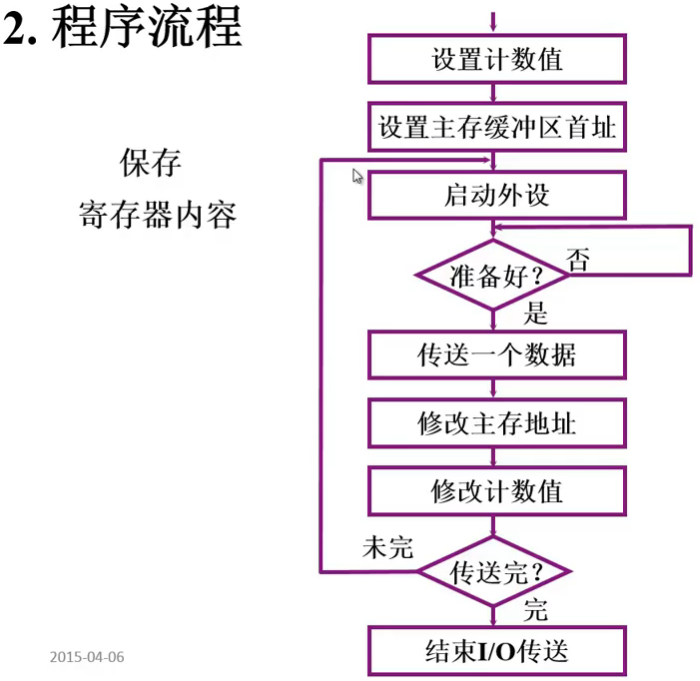 2. 程序流程
保存
寄存器内容
设置计数值
设置主存缓冲区首址
启动外设
准备好?
否
是
传送一个数据
修改主存地址
修改计数值
未完
传送完?
完
结束I/O传送
2015-04-06